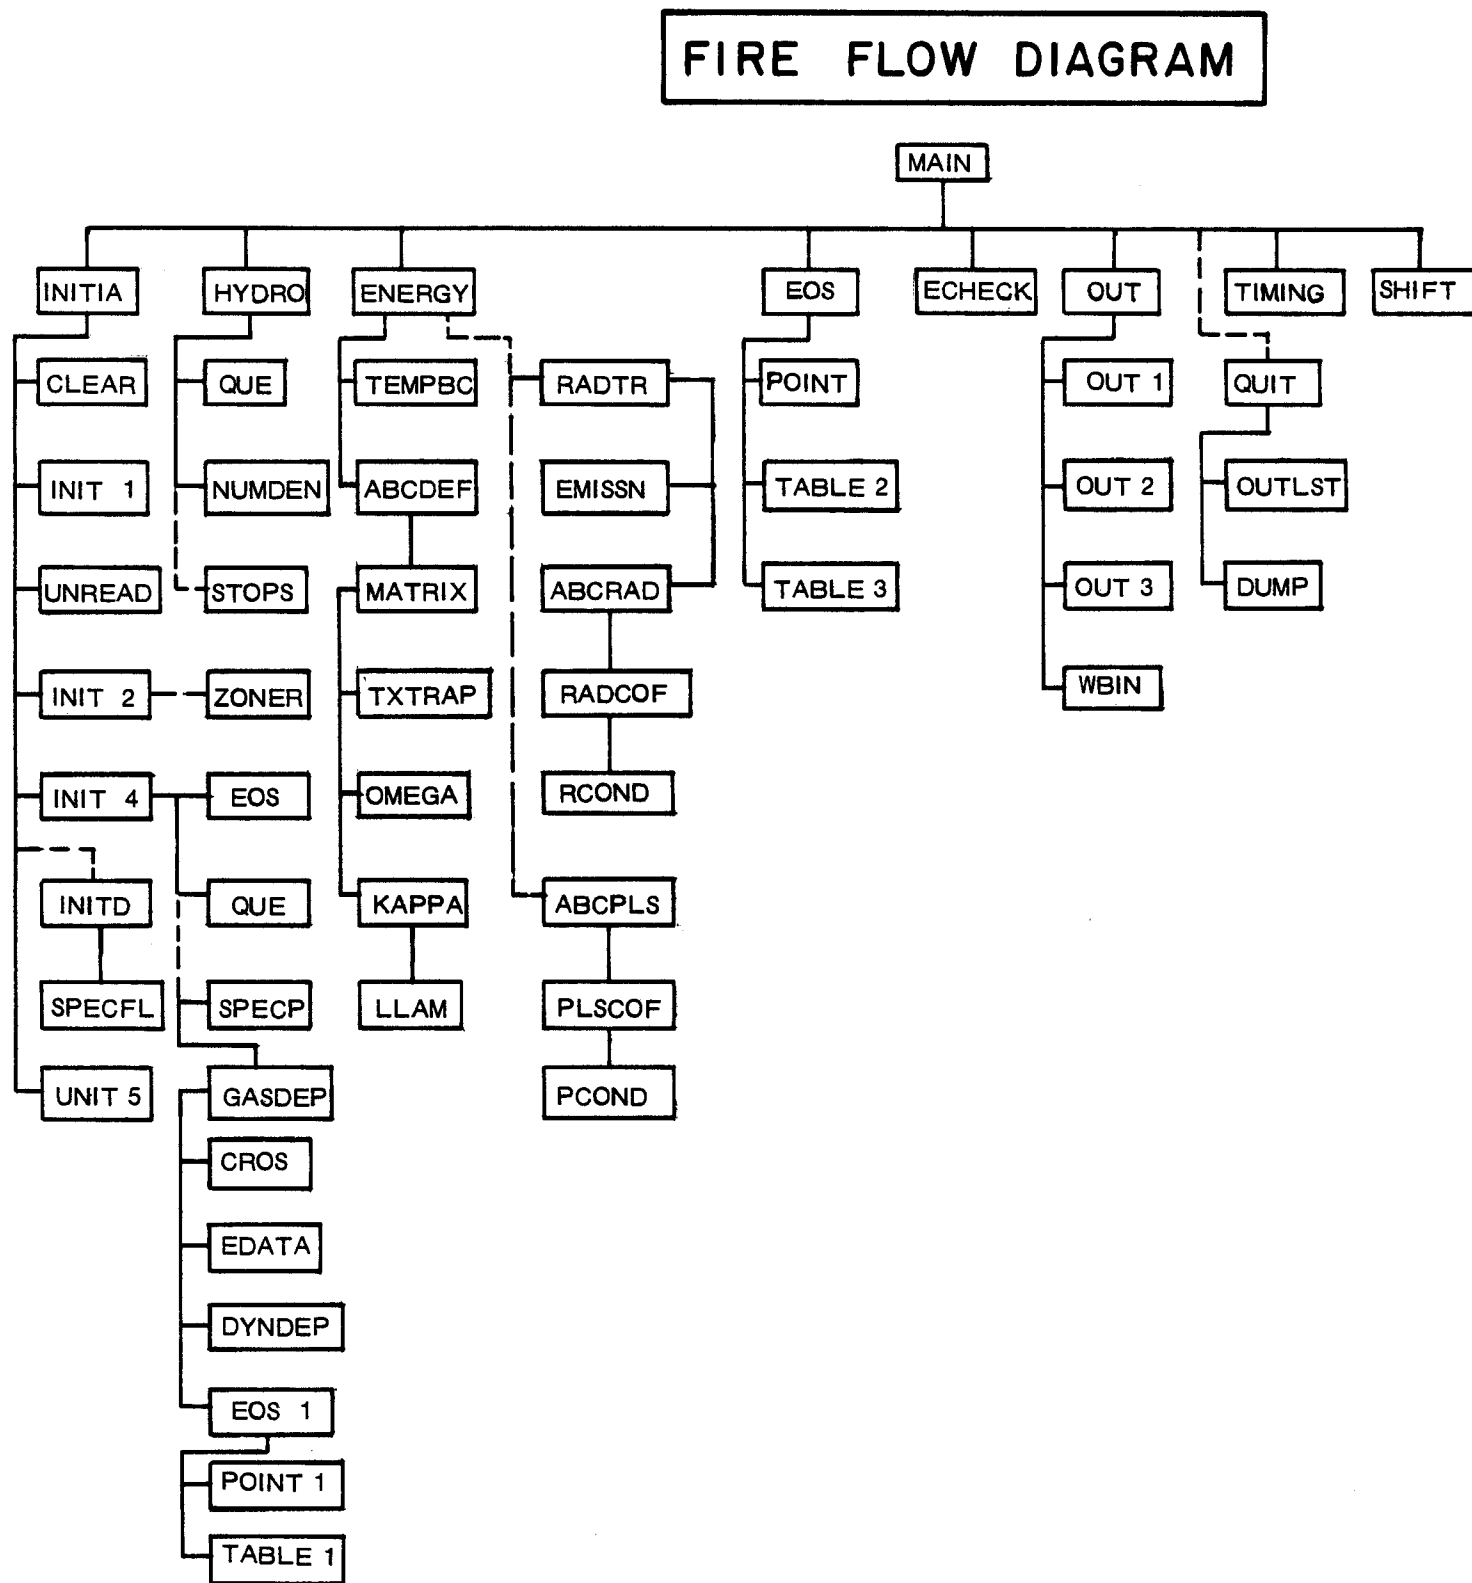 FIRE FLOW DIAGRAM
MAIN
INITIA
HYDRO
ENERGY
EOS
ECHECK
OUT
TIMING
SHIFT
CLEAR
QUE
TEMPBC
RADTR
POINT
OUT 1
QUIT
INIT 1
NUMDEN
ABCDEF
EMISSN
TABLE 2
OUT 2
OUTLST
UNREAD
STOPS
MATRIX
ABCRAD
TABLE 3
OUT 3
DUMP
INIT 2
ZONER
TXTRAP
RADCOF
WBIN
INIT 4
EOS
OMEGA
RCOND
INITD
QUE
KAPPA
ABCPLS
SPECFL
SPECP
LLAM
PLSCOF
UNIT 5
GASDEP
PCOND
CROS
EDATA
DYNDEP
EOS 1
POINT 1
TABLE 1